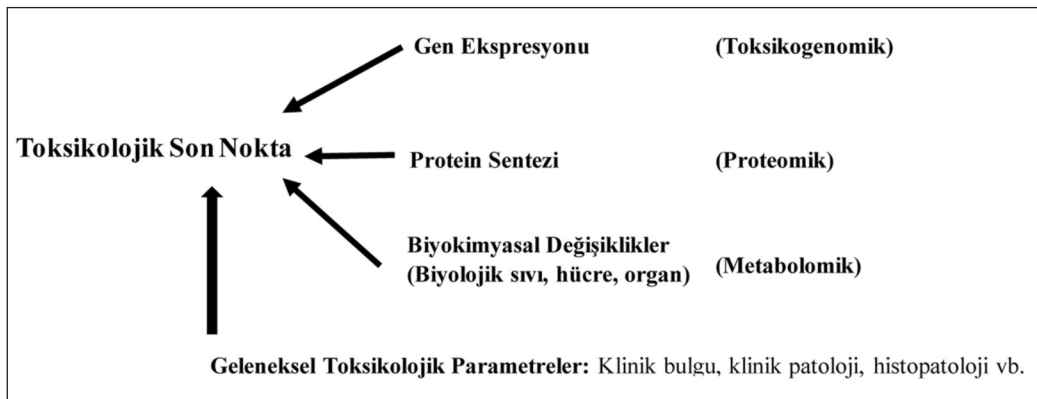 Gen Ekspresyonu (Toksikogenomik)
Toksikolojik Son Nokta
Protein Sentezi (Proteomik)
Biyokimyasal Değişiklikler
(Biyolojik sıvı, hücre, organ) (Metabolomik)
Geleneksel Toksikolojik Parametreler: Klinik bulgu, klinik patoloji, histopatoloji vb.